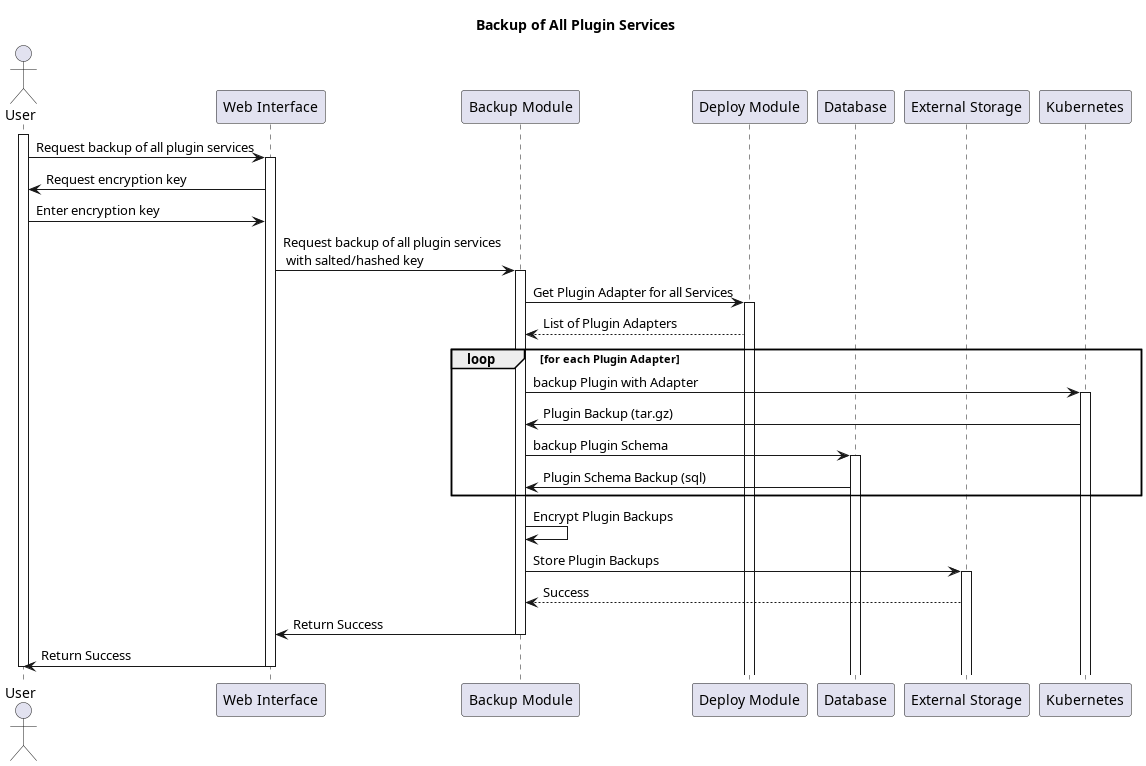 Backup of All Plugin Services
User
Web Interface
Backup Module
Deploy Module
Database
External Storage
Kubernetes
Request backup of all plugin services
Request encryption key
Enter encryption key
Request backup of all plugin services
with salted/hashed key
Get Plugin Adapter for all Services
List of Plugin Adapters
loop
[for each Plugin Adapter]
backup Plugin with Adapter
Plugin Backup (tar.gz)
backup Plugin Schema
Plugin Schema Backup (sql)
Encrypt Plugin Backups
Store Plugin Backups
Success
Return Success
Return Success
User
Web Interface
Backup Module
Deploy Module
Database
External Storage
Kubernetes